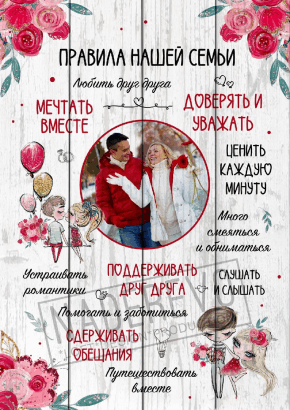 ПРАВИЛА НАШЕЙ СЕМЬИ
Любить друг друга
МЕЧТАТЬ
ВМЕСТЕ
ДОВЕРЯТЬ И
УВАЖАТЬ
ЦЕНИТЬ
КАЖДУЮ
МИНУТУ
Много
смеяться
и обниматься
Устраивать
романтики
ПОДДЕРЖИВАТЬ
ДРУГ ДРУГА
СЛУШАТЬ
И СЛЫШАТЬ
Помогать и заботиться
СДЕРЖИВАТЬ
ОБЕЩАНИЯ
Путешествовать
вместе